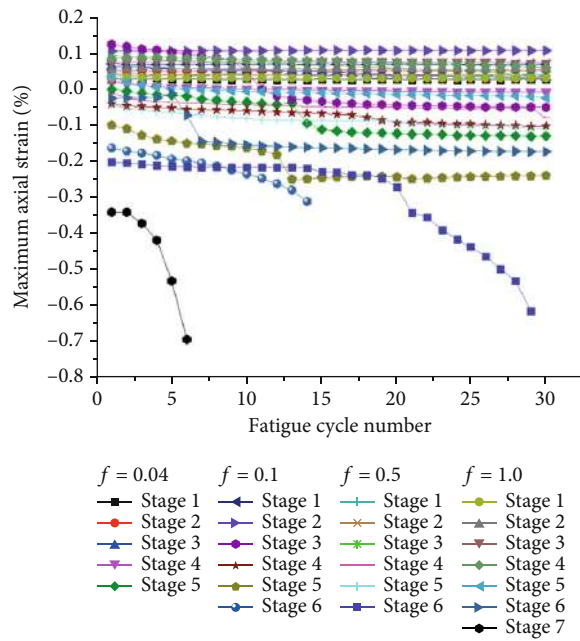 0.2
0.1
0.0
−0.1
−0.2
−0.3
−0.4
−0.5
−0.6
−0.7
−0.8
Maximum axial strain (%)
0 5 10 15 20 25 30
Fatigue cycle number
f = 0.04
Stage 1
Stage 2
Stage 3
Stage 4
Stage 5
f = 0.1
Stage 1
Stage 2
Stage 3
Stage 4
Stage 5
Stage 6
f = 0.5
Stage 1
Stage 2
Stage 3
Stage 4
Stage 5
Stage 6
f = 1.0
Stage 1
Stage 2
Stage 3
Stage 4
Stage 5
Stage 6
Stage 7